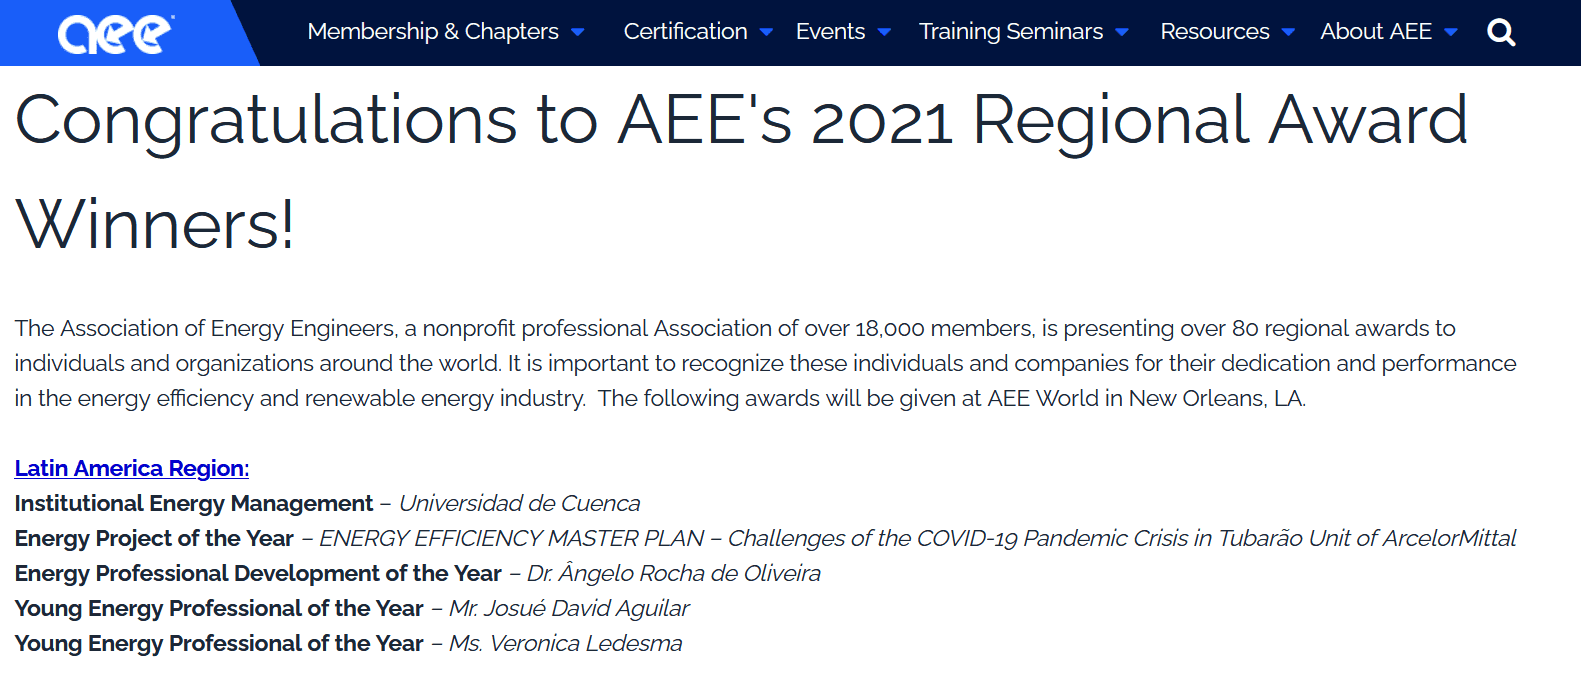 aee
Membership & Chapters Certification Events Training Seminars Resources About AEE
Congratulations to AEE's 2021 Regional Award
Winners!
The Association of Energy Engineers, a nonprofit professional Association of over 18,000 members, is presenting over 80 regional awards to
individuals and organizations around the world. It is important to recognize these individuals and companies for their dedication and performance
in the energy efficiency and renewable energy industry.  The following awards will be given at AEE World in New Orleans, LA.
Latin America Region:
Institutional Energy Management – Universidad de Cuenca
Energy Project of the Year – ENERGY EFFICIENCY MASTER PLAN – Challenges of the COVID-19 Pandemic Crisis in Tubarão Unit of ArcelorMittal
Energy Professional Development of the Year – Dr. Ângelo Rocha de Oliveira
Young Energy Professional of the Year – Mr. Josué David Aguilar
Young Energy Professional of the Year – Ms. Veronica Ledesma